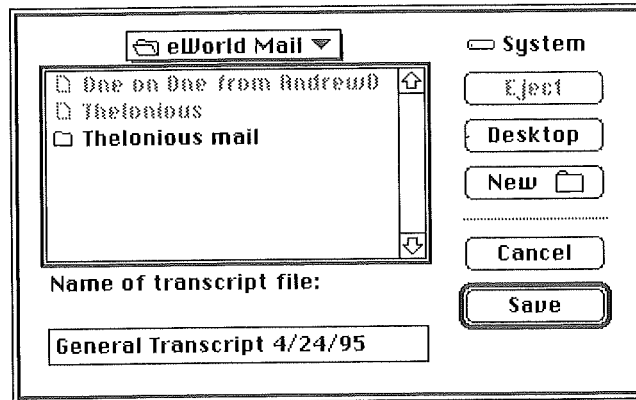 eWorld Mail
System
One on One from AndrewD
Thelonious
Thelonious mail
Eject
Desktop
New
Cancel
Save
Name of transcript file:
General Transcript 4/24/95